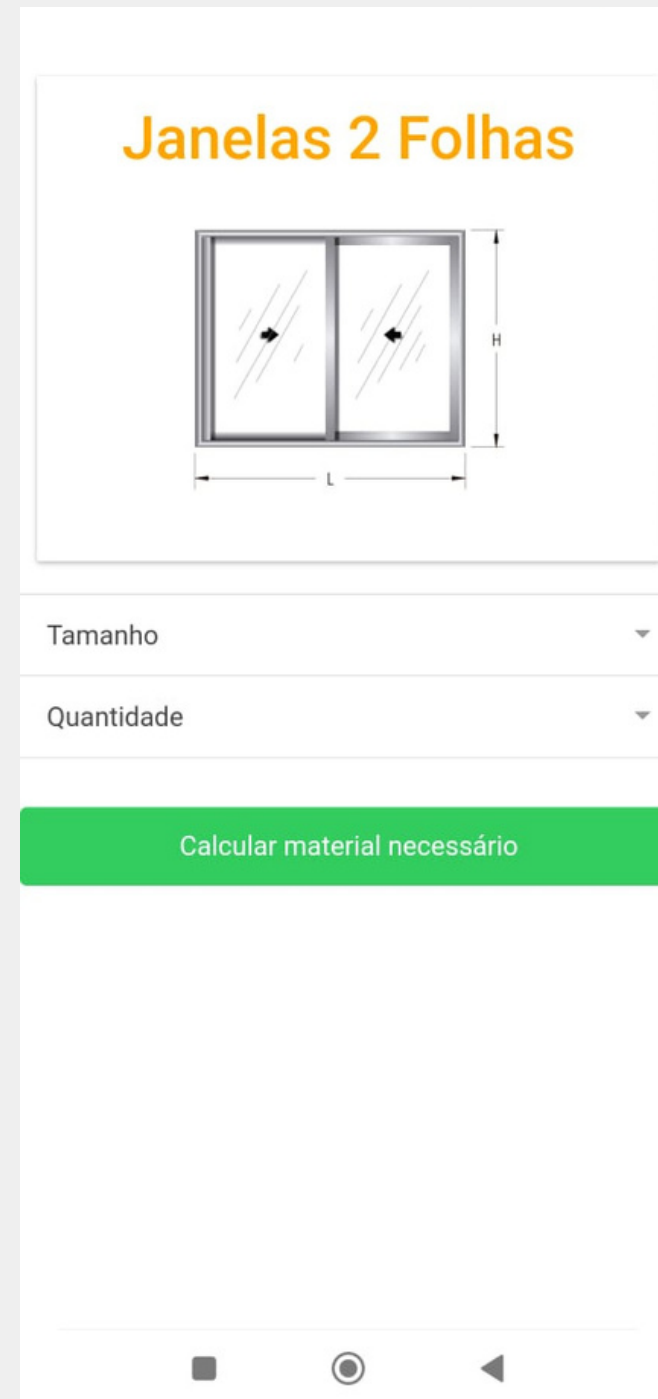 Janelas 2 Folhas
H
L
Tamanho
Quantidade
Calcular material necessário